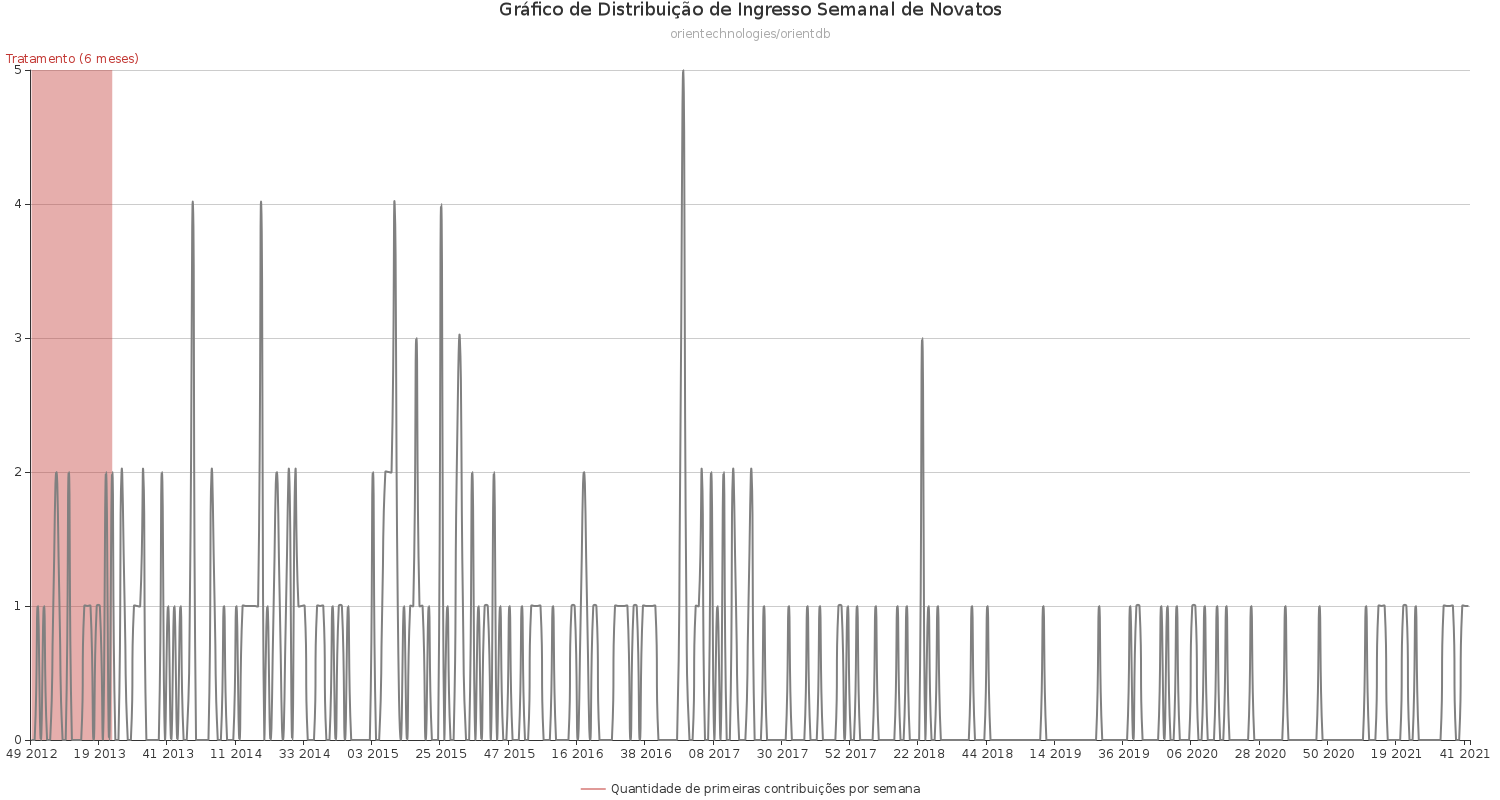 Gráfico de Distribuição de Ingresso Semanal de Novatos
orientechnologies/orientdb
Tratamento (6 meses)
5
4
3
2
1
0
49 2012 19 2013 41 2013 11 2014 33 2014 03 2015 25 2015 47 2015 16 2016 38 2016 08 2017 30 2017 52 2017 22 2018 44 2018 14 2019 36 2019 06 2020 28 2020 50 2020 19 2021 41 2021
Quantidade de primeiras contribuições por semana